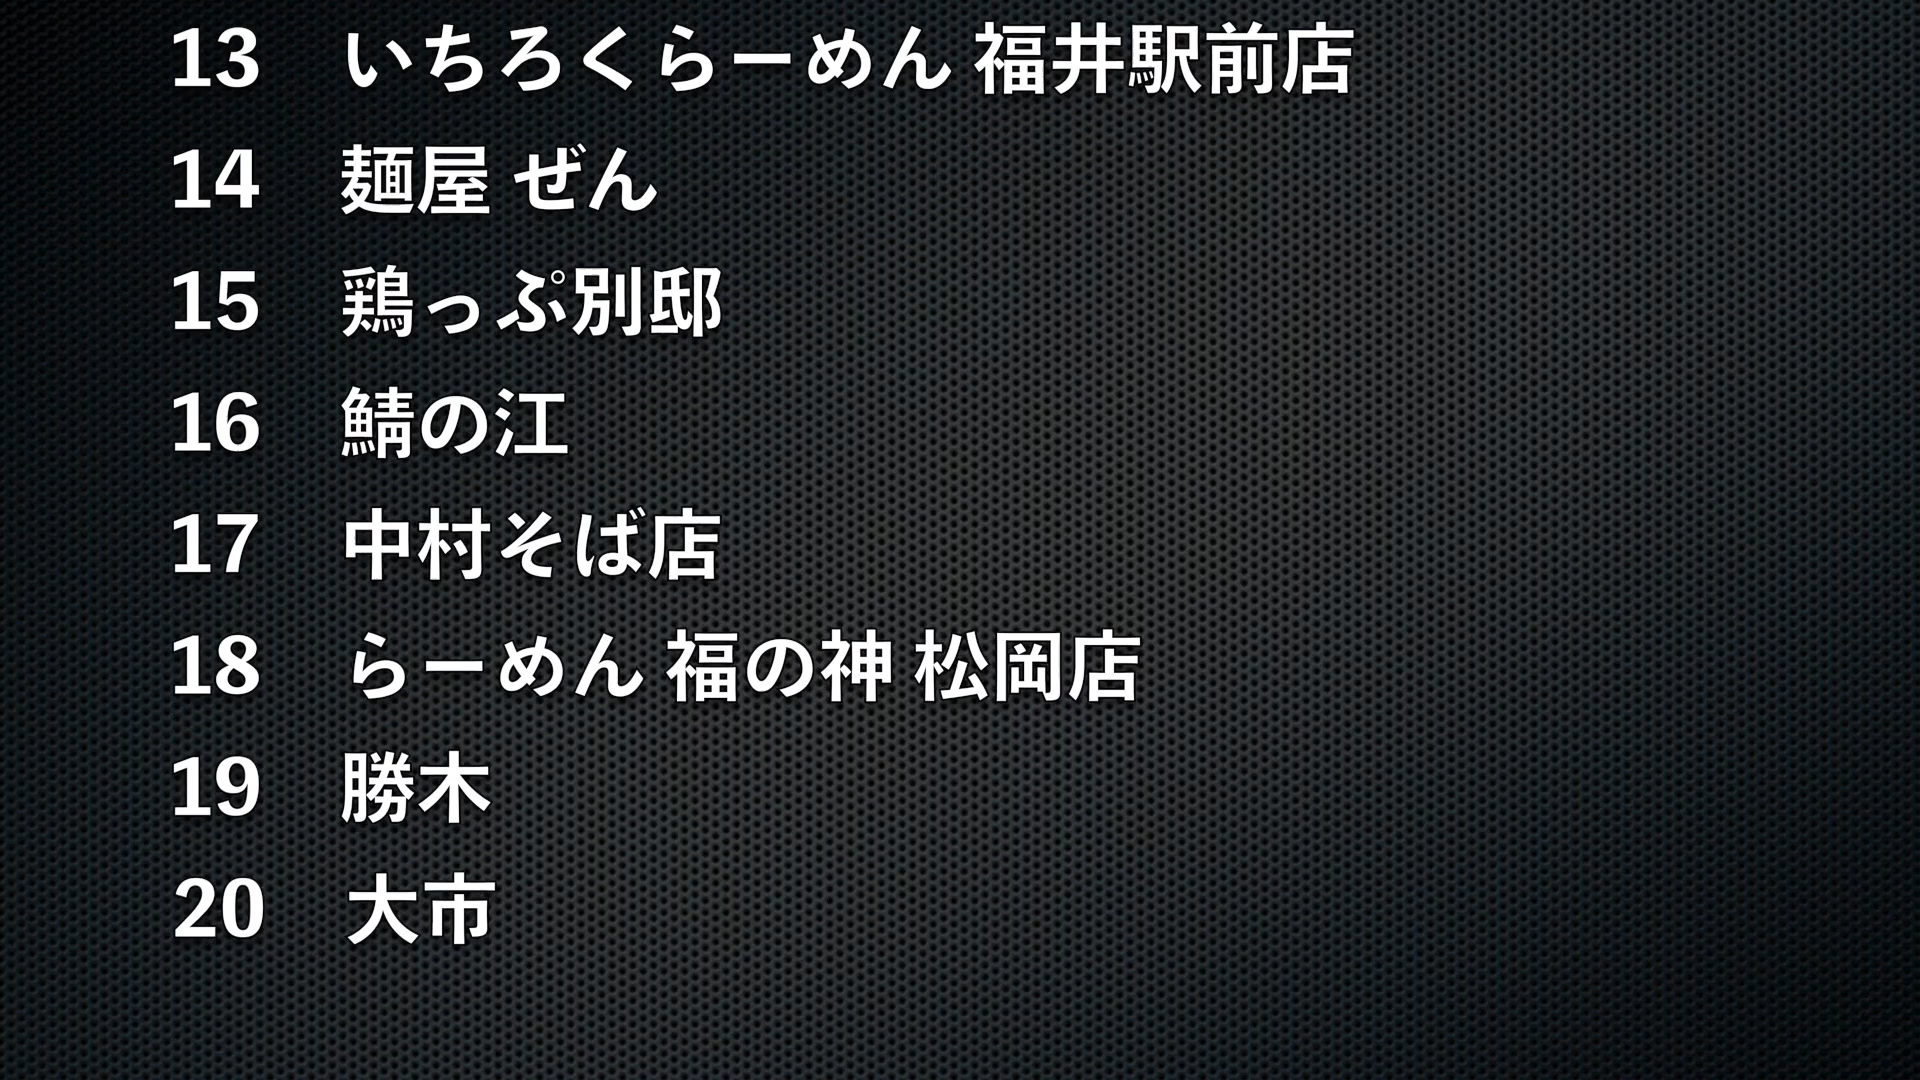 13 いちろくらーめん 福井駅前店
14 麺屋 ぜん
15 鶏っぷ別邸
16 鯖の江
17 中村そば店
18 らーめん 福の神 松岡店
19 勝木
20 大市